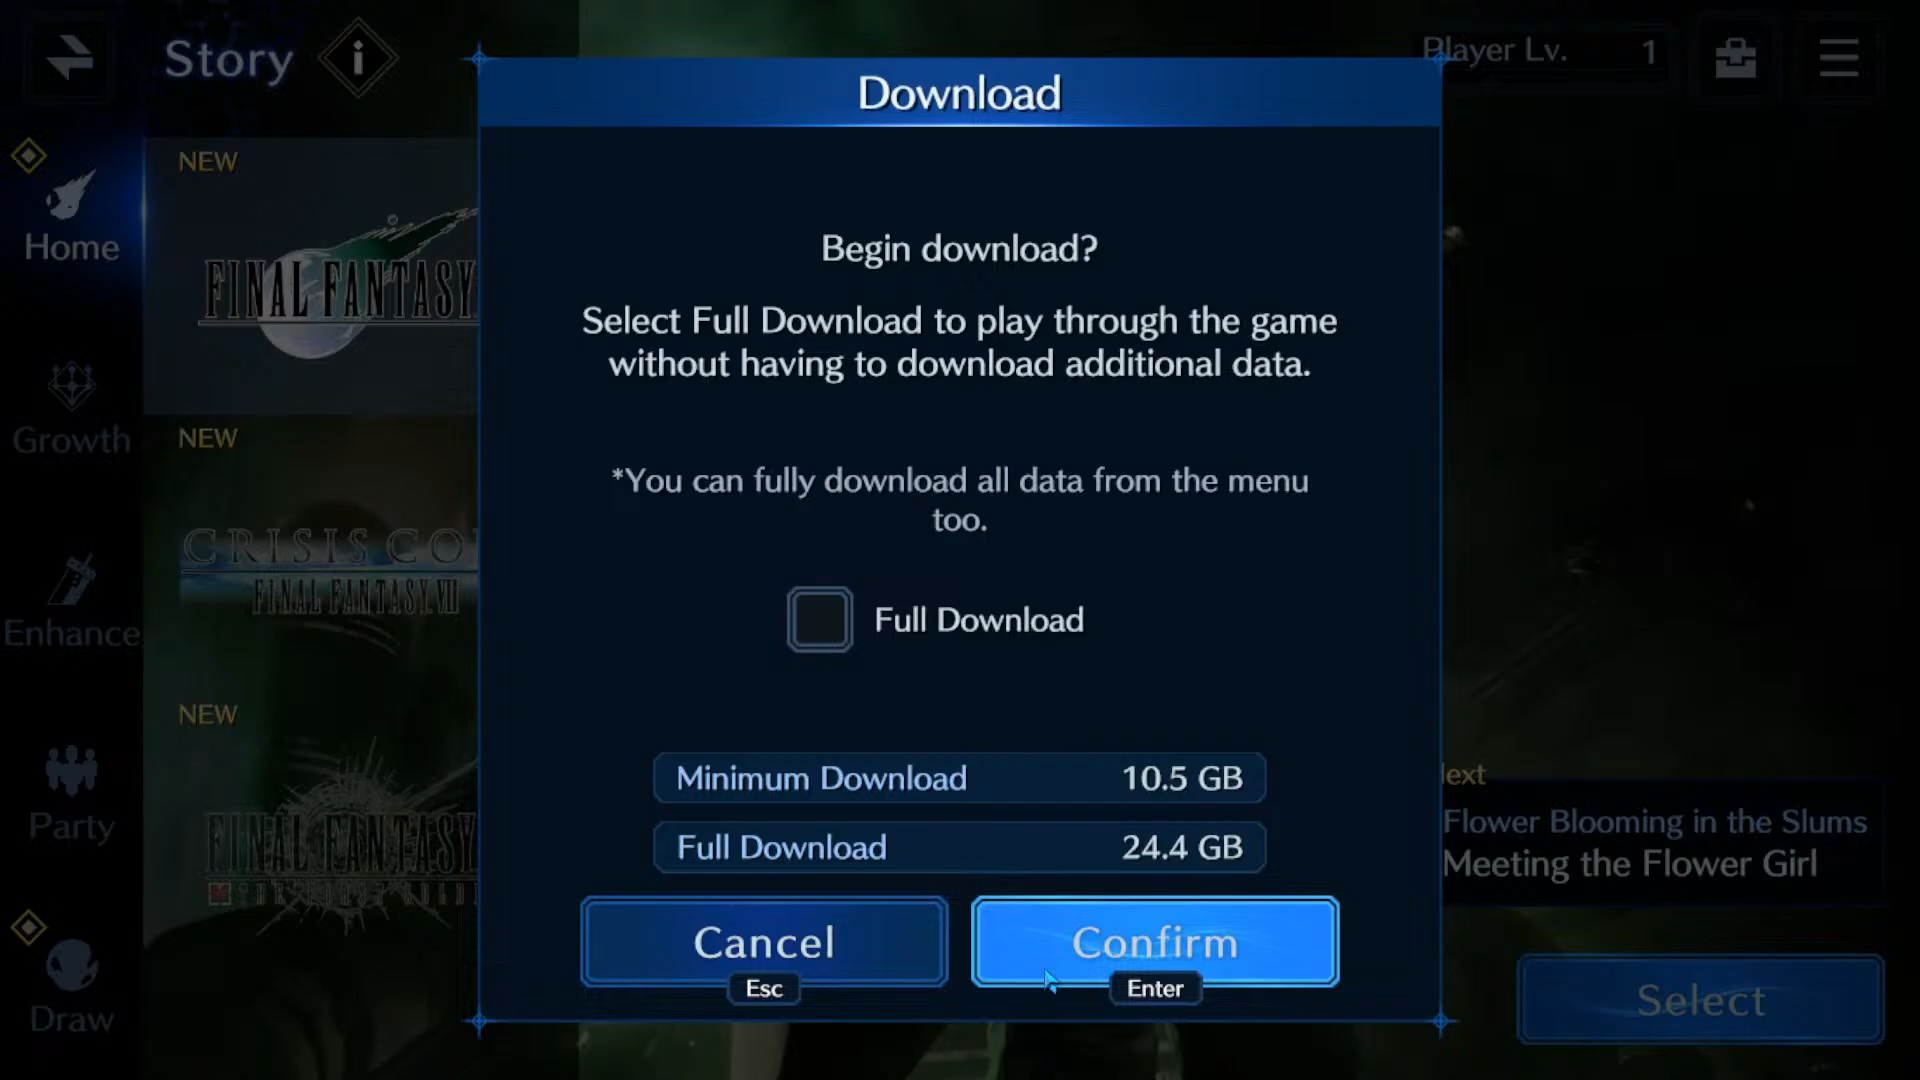 Story
i
Player Lv. 1
Download
NEW
Home
FINAL FANTASY
Begin download?
Select Full Download to play through the game
without having to download additional data.
Growth
NEW
*You can fully download all data from the menu
too.
CRISIS CO
FINAL FANTASY VII
Enhance
Full Download
NEW
Minimum Download 10.5 GB
Full Download 24.4 GB
Party
FINAL FANTASY
ext
Flower Blooming in the Slums
Meeting the Flower Girl
Cancel
Esc
Confirm
Enter
Draw
Select